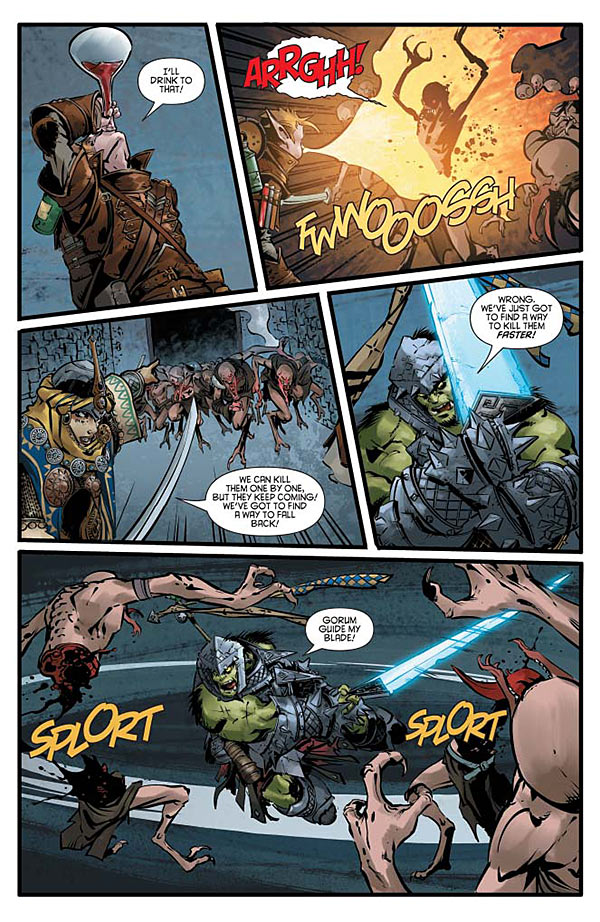 I'LL
DRINK TO
THAT!
ARRGHH!
FWWOOOSSH
WE CAN KILL
THEM ONE BY ONE,
BUT THEY KEEP COMING!
WE'VE GOT TO FIND
A WAY TO FALL
BACK!
WRONG.
WE'VE JUST GOT
TO FIND A WAY
TO KILL THEM
FASTER!
GORUM
GUIDE MY
BLADE!
SPLORT
SPLORT